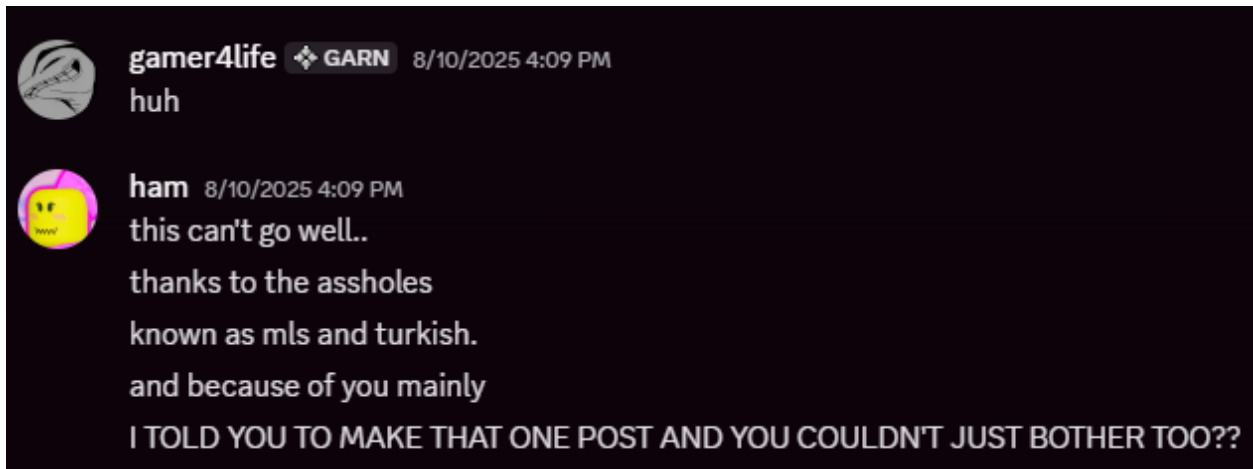 gamer4life GARN 8/10/2025 4:09 PM
huh
ham 8/10/2025 4:09 PM
this can't go well..
thanks to the assholes
known as mls and turkish.
and because of you mainly
I TOLD YOU TO MAKE THAT ONE POST AND YOU COULDN'T JUST BOTHER TOO??